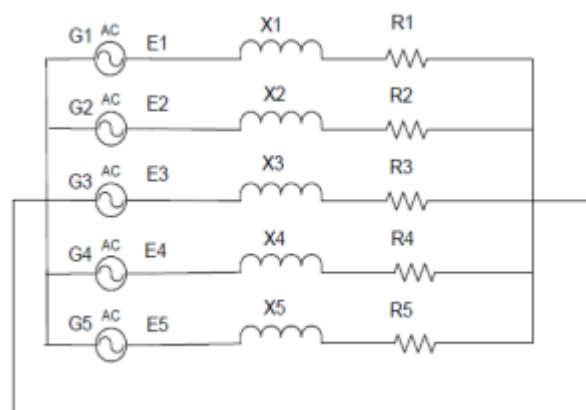 G1 AC E1 X1 R1
G2 AC E2 X2 R2
G3 AC E3 X3 R3
G4 AC E4 X4 R4
G5 AC E5 X5 R5